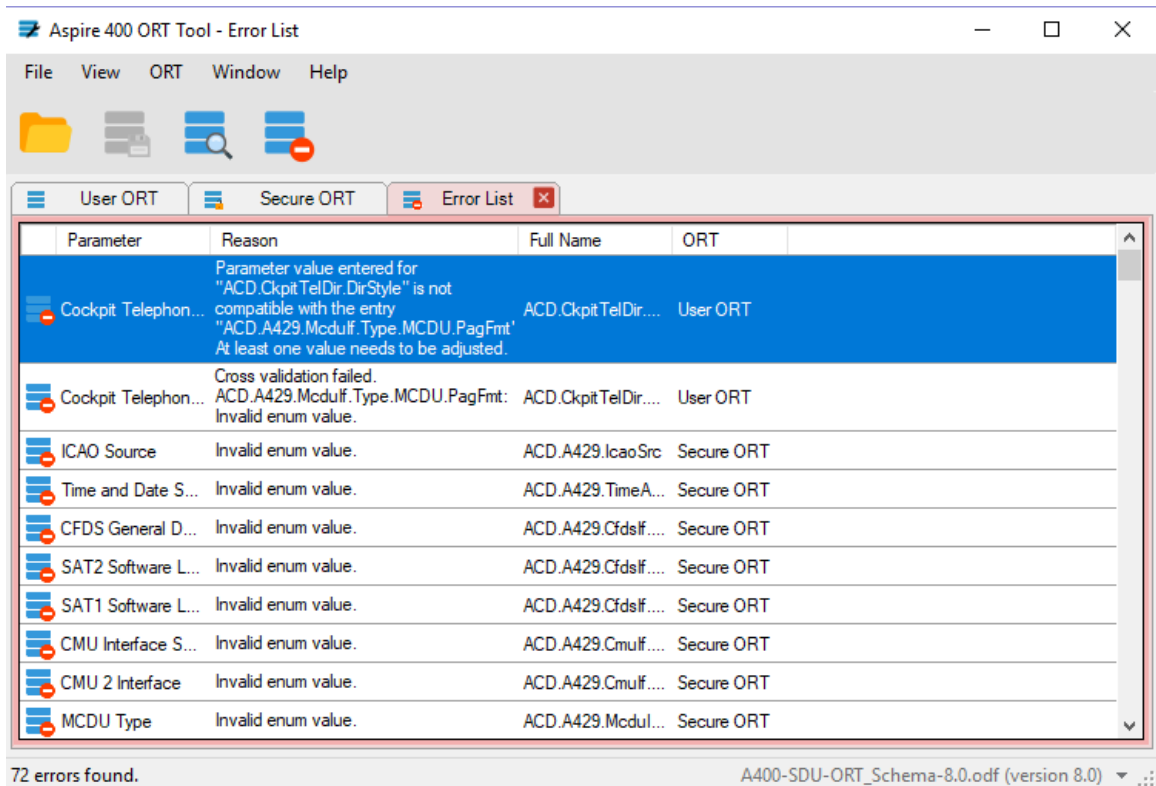 Aspire 400 ORT Tool - Error List
File View ORT Window Help
User ORT Secure ORT Error List
Parameter Reason Full Name ORT
Parameter value entered for
"ACD.CkpitTelDir.DirStyle" is not
Cockpit Telephon... compatible with the entry ACD.CkpitTelDir.... User ORT
"ACD.A429.McduIf.Type.MCDU.PagFmt"
At least one value needs to be adjusted.
Cross validation failed.
Cockpit Telephon... ACD.A429.McduIf.Type.MCDU.PagFmt: ACD.CkpitTelDir.... User ORT
Invalid enum value.
ICAO Source Invalid enum value. ACD.A429.IcaoSrc Secure ORT
Time and Date S... Invalid enum value. ACD.A429.TimeA... Secure ORT
CFDS General D... Invalid enum value. ACD.A429.CfdsIf.... Secure ORT
SAT2 Software L... Invalid enum value. ACD.A429.CfdsIf.... Secure ORT
SAT1 Software L... Invalid enum value. ACD.A429.CfdsIf.... Secure ORT
CMU Interface S... Invalid enum value. ACD.A429.CmuIf.... Secure ORT
CMU 2 Interface Invalid enum value. ACD.A429.CmuIf.... Secure ORT
MCDU Type Invalid enum value. ACD.A429.McduI... Secure ORT
72 errors found. A400-SDU-ORT_Schema-8.0.odf (version 8.0)